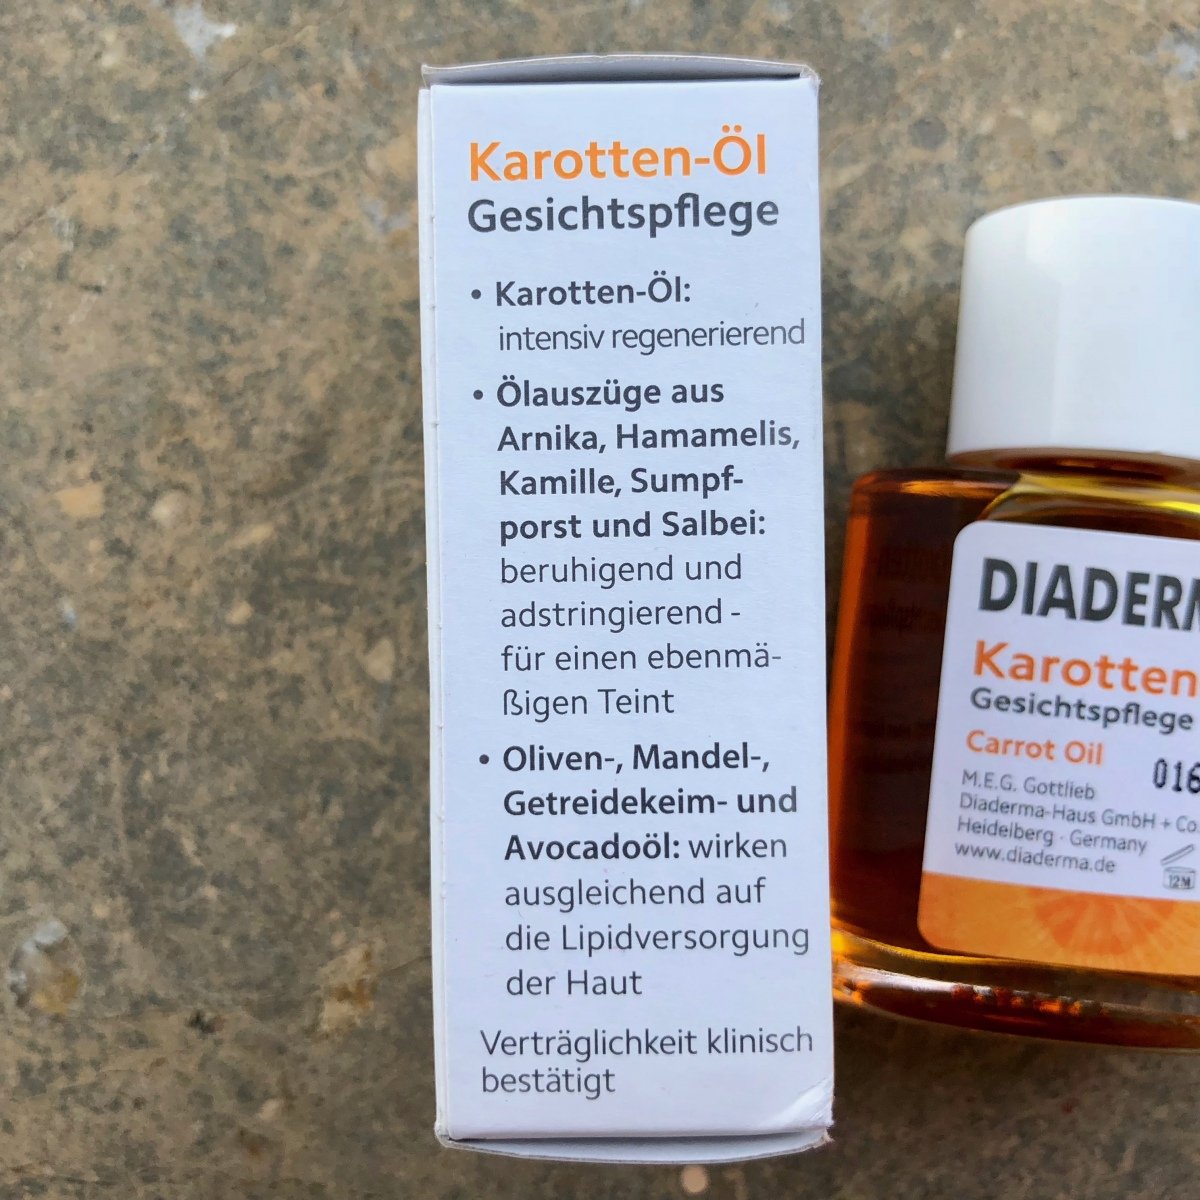 Karotten-Öl
Gesichtspflege
• Karotten-Öl:
intensiv regenerierend
• Ölauszüge aus
Arnika, Hamamelis,
Kamille, Sumpf-
porst und Salbei:
beruhigend und
adstringierend -
für einen ebenmä-
ßigen Teint
• Oliven-, Mandel-,
Getreidekeim- und
Avocadoöl: wirken
ausgleichend auf
die Lipidversorgung
der Haut
Verträglichkeit klinisch
bestätigt
DIADERM
Karotten-
Gesichtspflege
Carrot Oil
016
M.E.G. Gottlieb
Diaderma-Haus GmbH + Co
Heidelberg · Germany
www.diaderma.de
12M